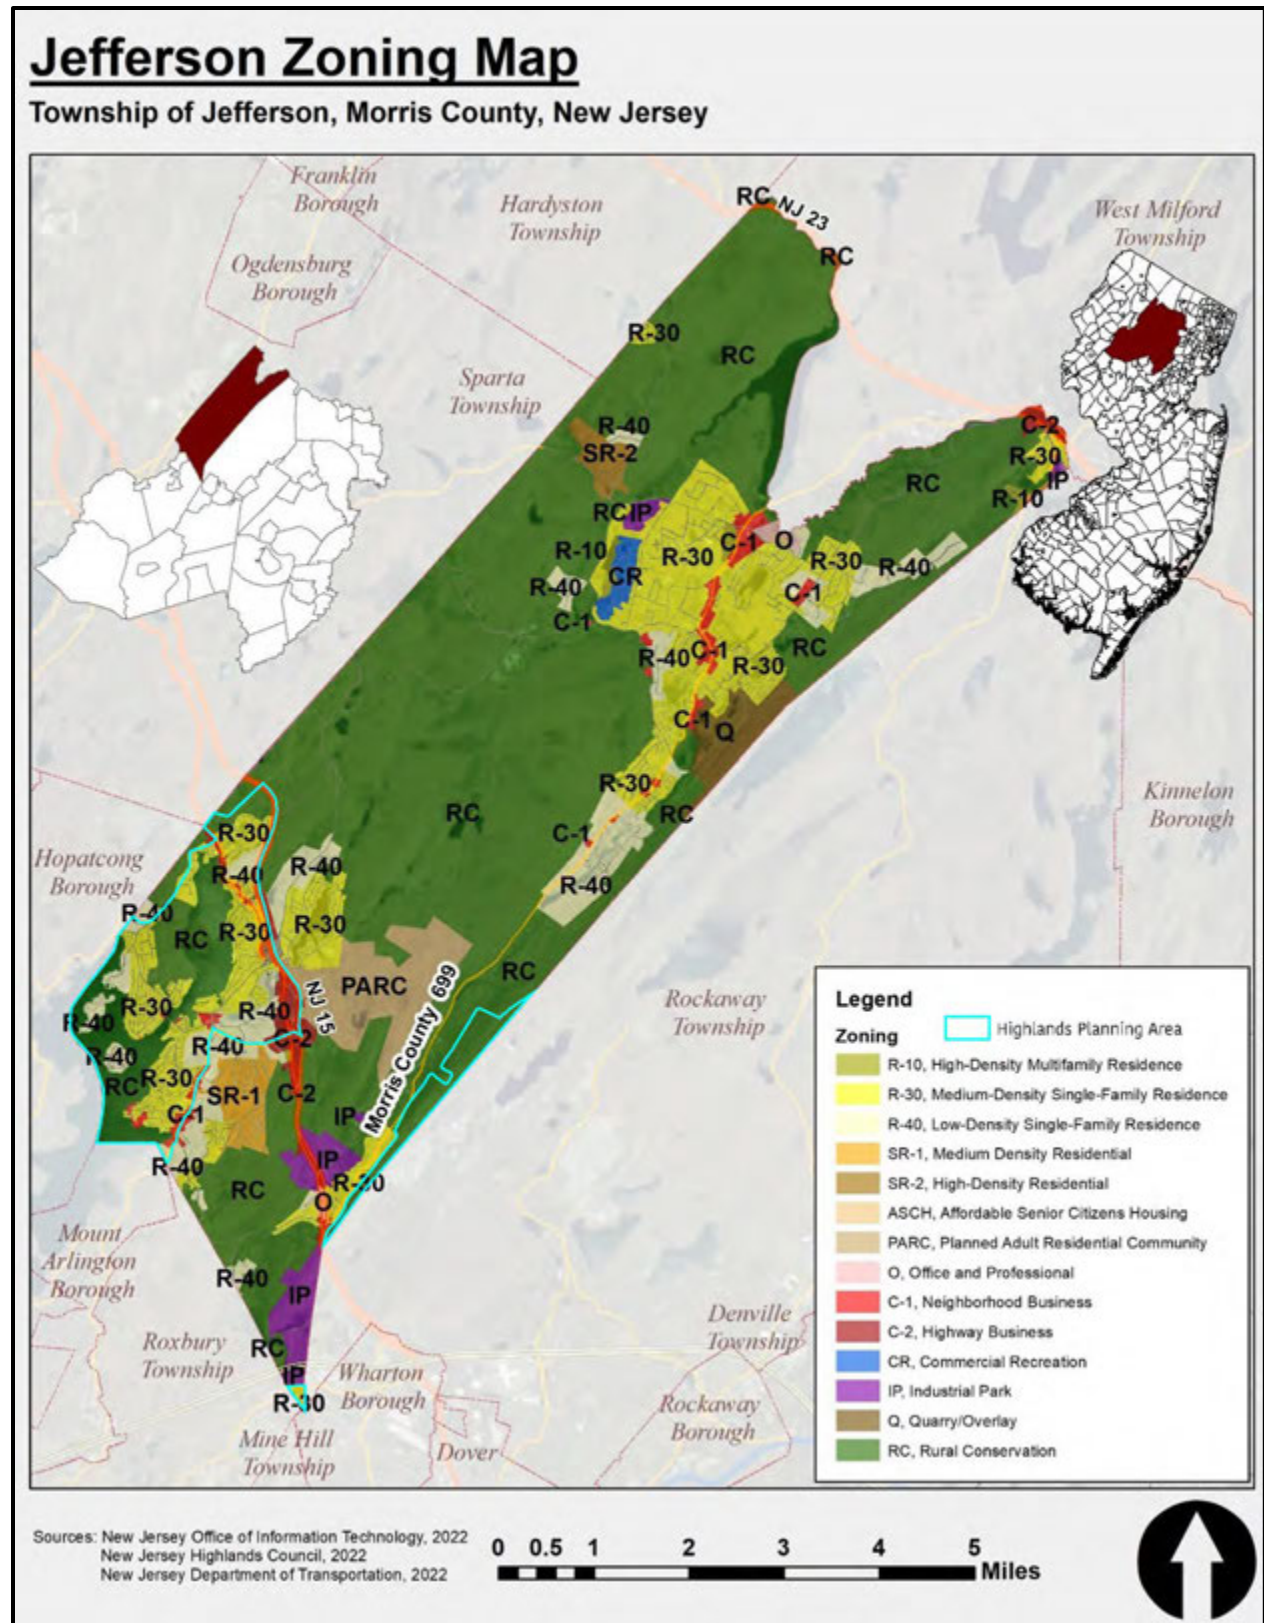 Jefferson Zoning Map
Township of Jefferson, Morris County, New Jersey
Franklin
Borough
Hardyston
Township
RC
NJ 23
West Milford
Township
Ogdensburg
Borough
RC
R-30
RC
Sparta
Township
R-40
SR-2
C-2
R-30
IP
R-10
RC
RC
IP
R-10
R-30
C-1
O
R-30
R-40
CR
R-40
C-1
C-1
R-40
C-1
R-30
RC
C-1
Q
R-30
RC
C-1
R-40
RC
Kinnelon
Borough
Hopatcong
Borough
R-30
R-40
R-40
R-40
RC
R-30
R-30
PARC
RC
R-30
R-40
R-40
NJ 15
C-2
Morris County 699
Rockaway
Township
R-40
R-40
RC
R-30
SR-1
C-2
C-1
IP
IP
R-40
R-30
RC
O
Mount
Arlington
Borough
R-40
IP
Roxbury
Township
RC
IP
R-30
Wharton
Borough
Denville
Township
Rockaway
Borough
Mine Hill
Township
Dover
Legend
Zoning
Highlands Planning Area
R-10, High-Density Multifamily Residence
R-30, Medium-Density Single-Family Residence
R-40, Low-Density Single-Family Residence
SR-1, Medium Density Residential
SR-2, High-Density Residential
ASCH, Affordable Senior Citizens Housing
PARC, Planned Adult Residential Community
O, Office and Professional
C-1, Neighborhood Business
C-2, Highway Business
CR, Commercial Recreation
IP, Industrial Park
Q, Quarry/Overlay
RC, Rural Conservation
Sources: New Jersey Office of Information Technology, 2022
New Jersey Highlands Council, 2022
New Jersey Department of Transportation, 2022
0 0.5 1 2 3 4 5
Miles